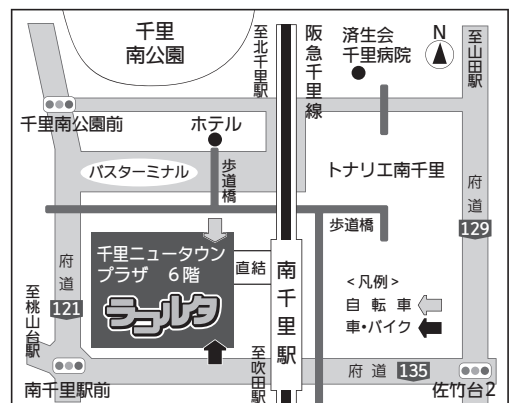 千里
南公園
至北千里駅
阪急千里線
済生会
千里病院
N
至山田駅
千里南公園前
ホテル
バスターミナル
歩道橋
トナリエ南千里
府道
129
歩道橋
千里ニュータウン
プラザ 6階
直結
南千里駅
<凡例>
自転車
車・バイク
府道
121
至桃山台駅
ラコルタ
至吹田駅
府道 135
南千里駅前
佐竹台2